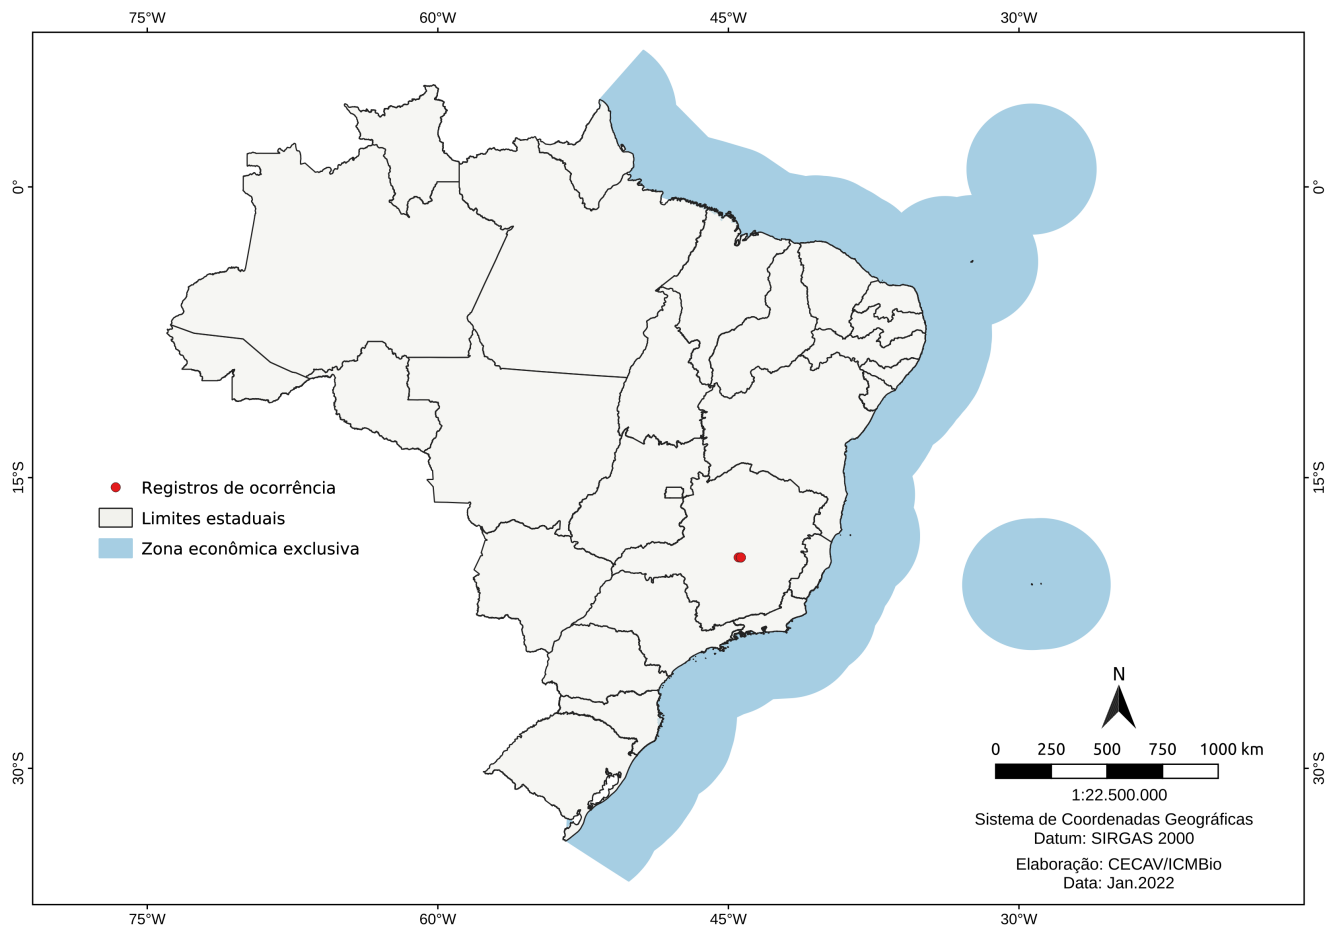 75°W 60°W 45°W 30°W
0° 0°
15°S 15°S
Registros de ocorrência
Limites estaduais
Zona econômica exclusiva
N
0 250 500 750 1000 km
30°S 30°S
1:22.500.000
Sistema de Coordenadas Geográficas
Datum: SIRGAS 2000
Elaboração: CECAV/ICMBio
Data: Jan.2022
75°W 60°W 45°W 30°W